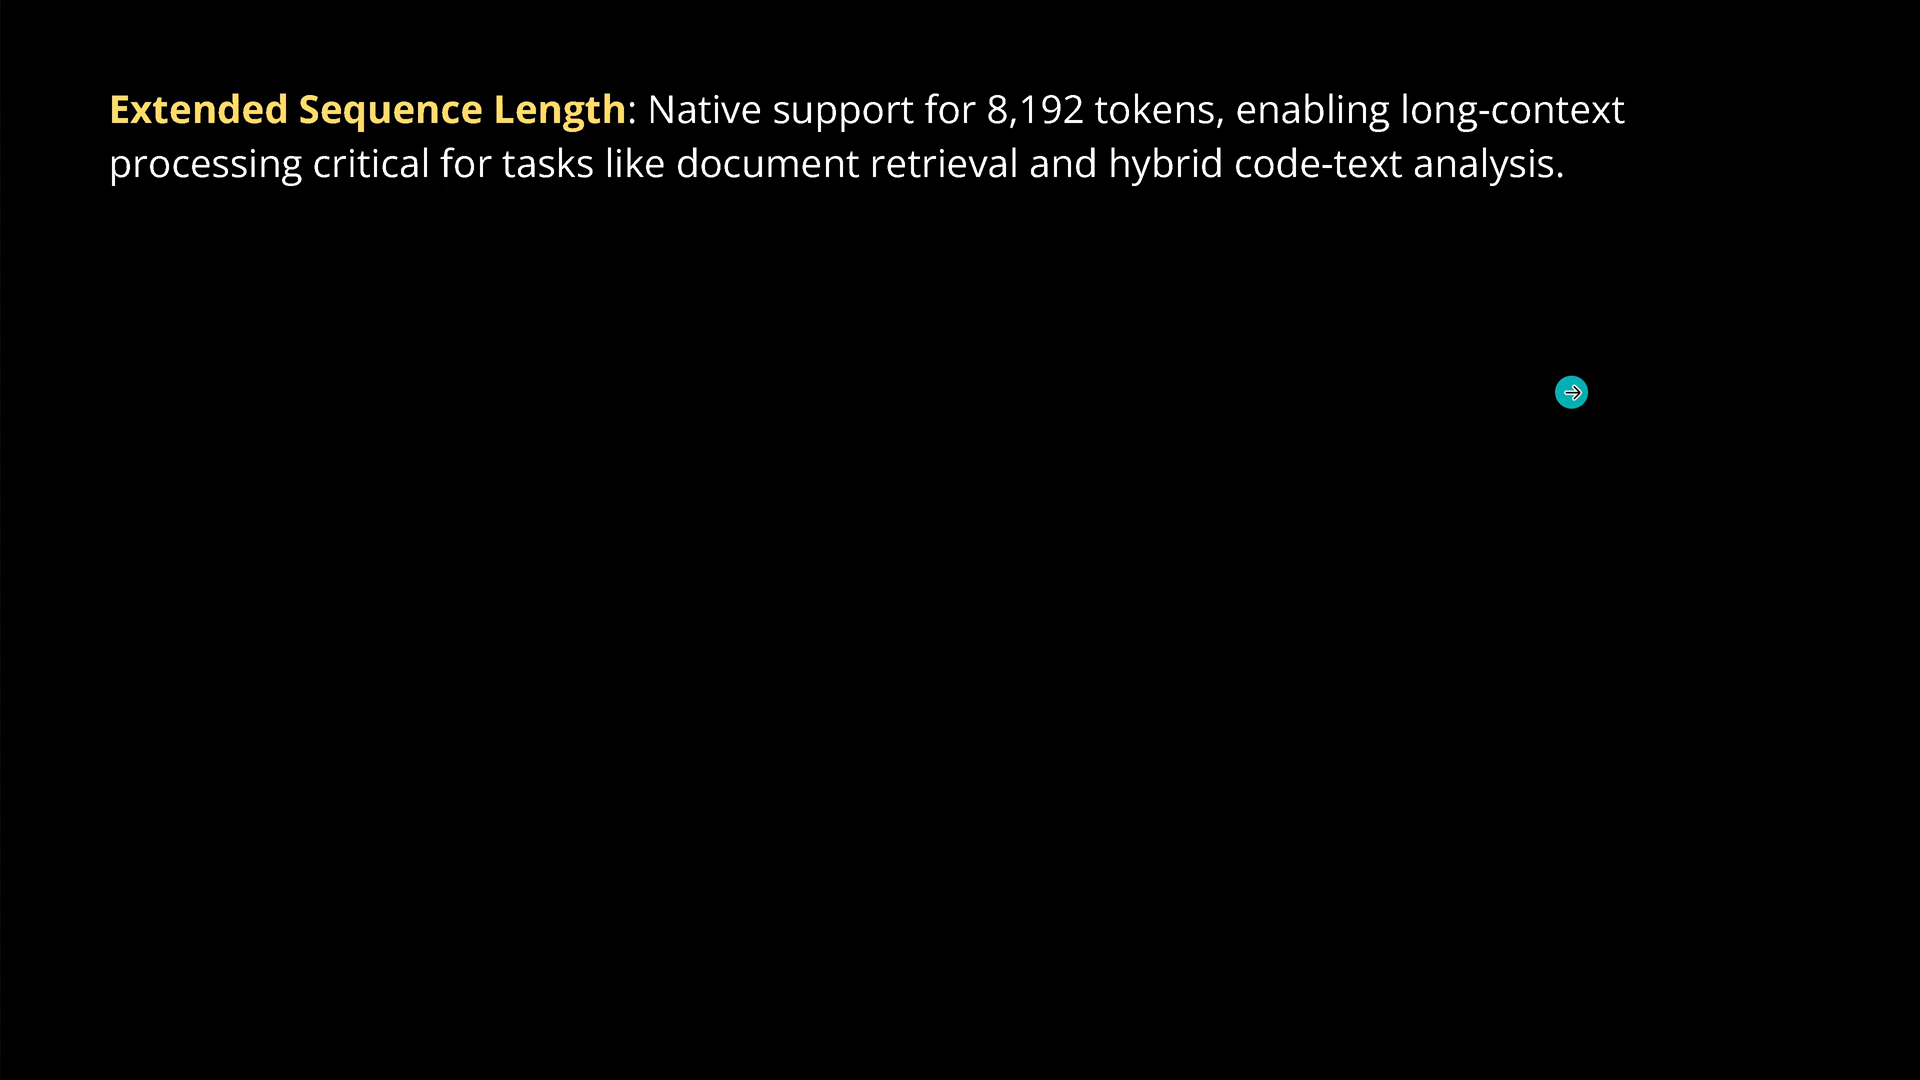 Extended Sequence Length: Native support for 8,192 tokens, enabling long-context
processing critical for tasks like document retrieval and hybrid code-text analysis.